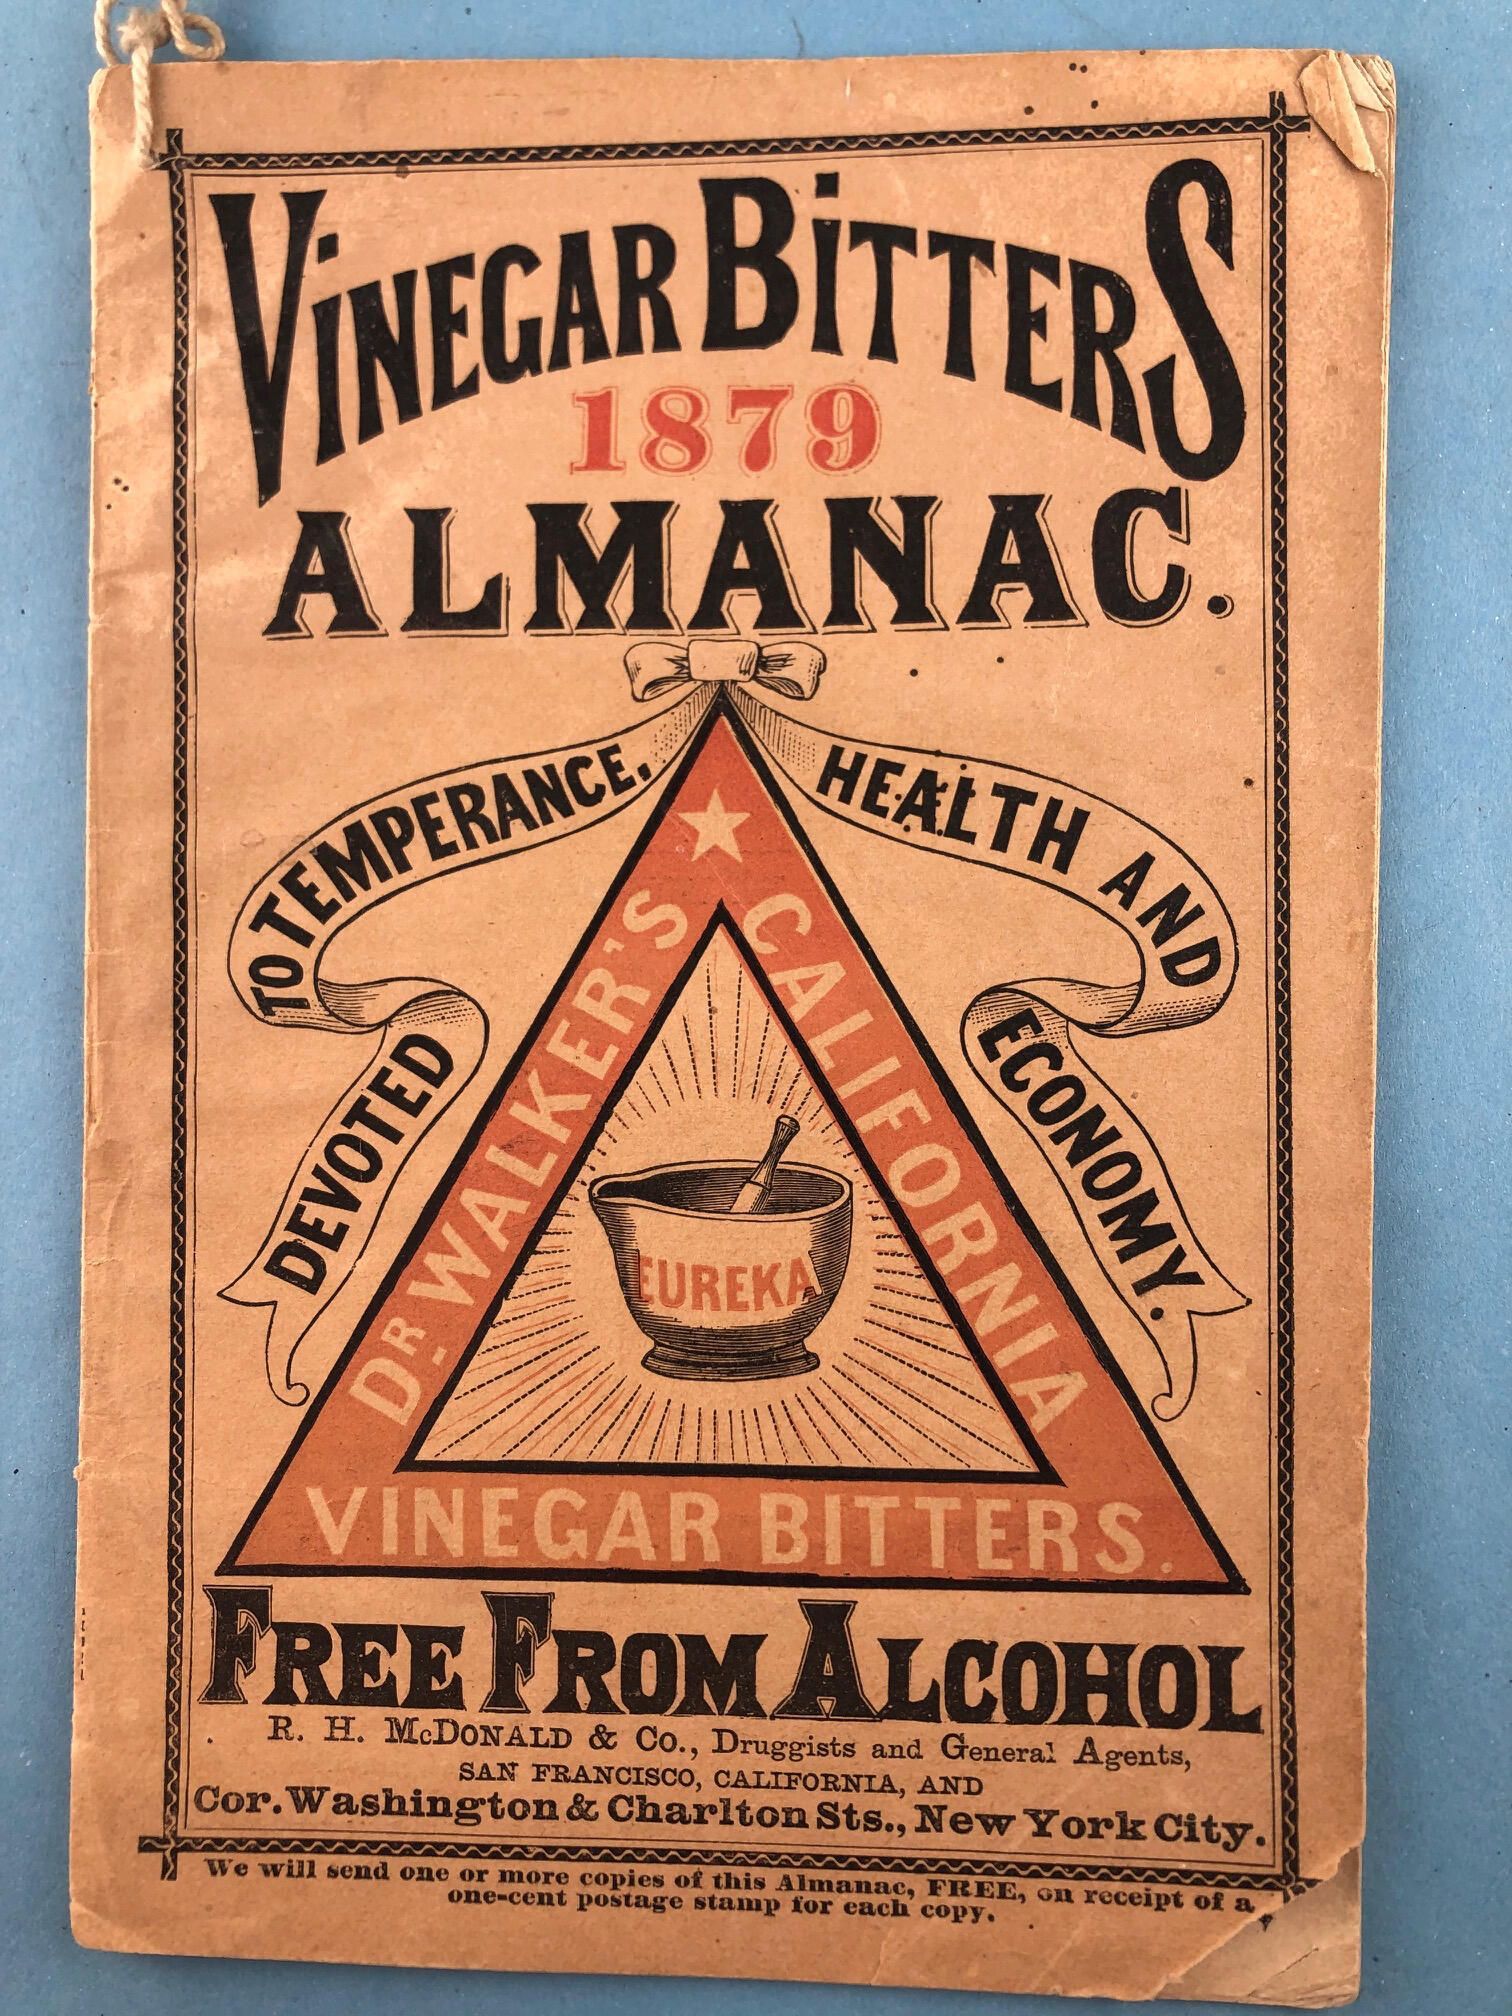 VINEGAR BITTERS
1879
ALMANAC.
DEVOTED TO TEMPERANCE,
HEALTH AND ECONOMY.
DR. WALKER'S
CALIFORNIA
VINEGAR BITTERS.
EUREKA
FREE FROM ALCOHOL
R. H. McDONALD & Co., Druggists and General Agents,
SAN FRANCISCO, CALIFORNIA, AND
Cor. Washington & Charlton Sts., New York City.
We will send one or more copies of this Almanac, FREE, on receipt of a
one-cent postage stamp for each copy.